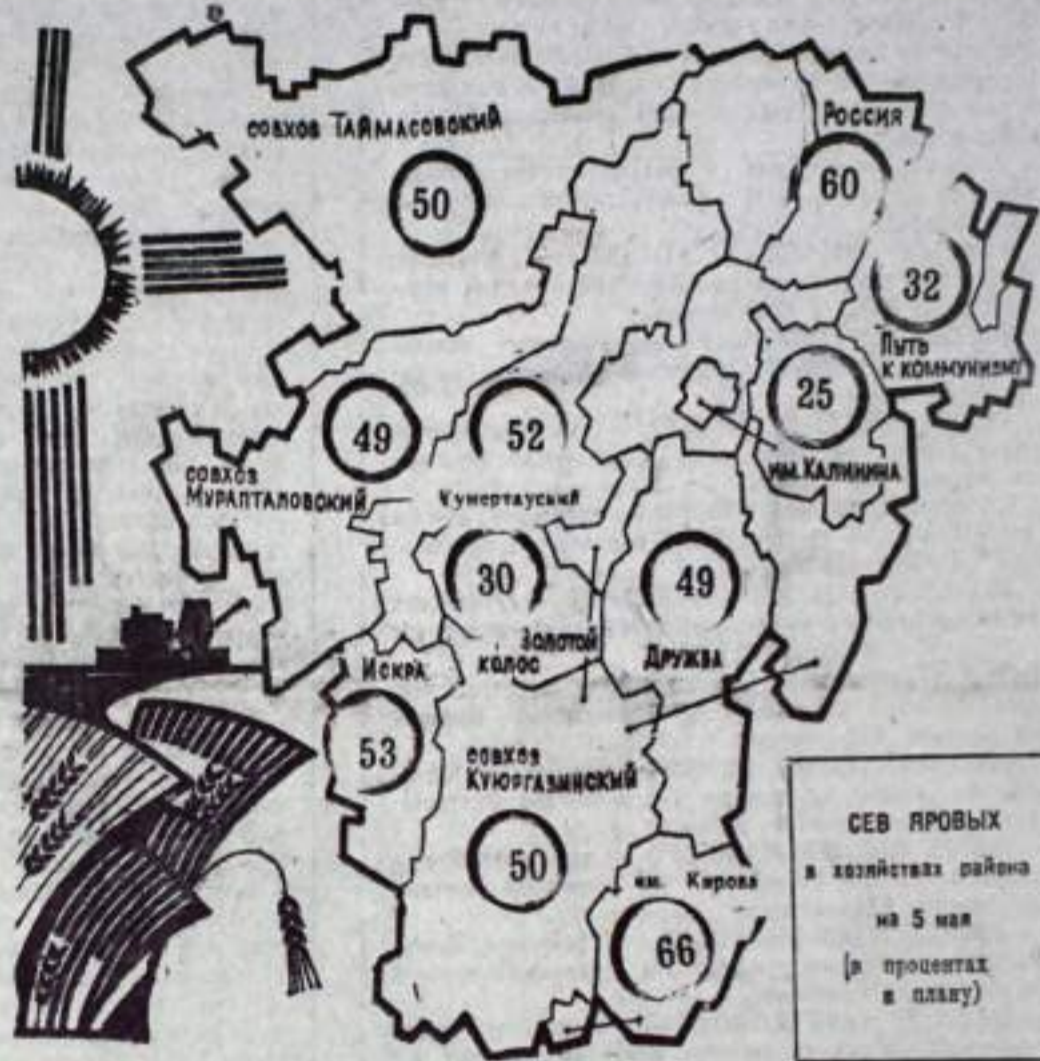 совхоз ТАЙМАСОВСКИЙ
50
РОССИЯ
60
32
ПУТЬ
К КОММУНИЗМУ
25
им. КАЛИНИНА
49
совхоз
МУРАПТАЛОВСКИЙ
52
Кумертауский
30
ЗОЛОТОЙ
КОЛОС
49
ДРУЖБА
ИСКРА
53
совхоз
КУЮРГАЗИНСКИЙ
50
им. Кирова
66
СЕВ ЯРОВЫХ
в хозяйствах района
на 5 мая
(в процентах
к плану)